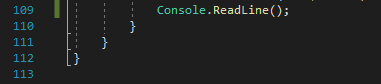 109 Console.ReadLine();
110 }
111 }
112 }
113